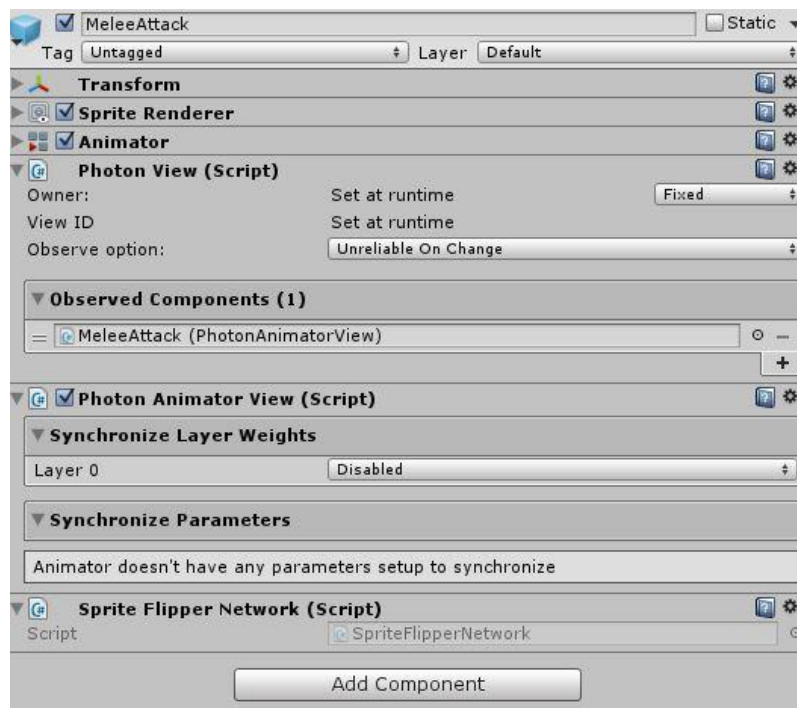 MeleeAttack Static
Tag Untagged Layer Default
Transform
Sprite Renderer
Animator
Photon View (Script)
Owner: Set at runtime Fixed
View ID Set at runtime
Observe option: Unreliable On Change
Observed Components (1)
MeleeAttack (PhotonAnimatorView)
Photon Animator View (Script)
Synchronize Layer Weights
Layer 0 Disabled
Synchronize Parameters
Animator doesn't have any parameters setup to synchronize
Sprite Flipper Network (Script)
Script SpriteFlipperNetwork
Add Component